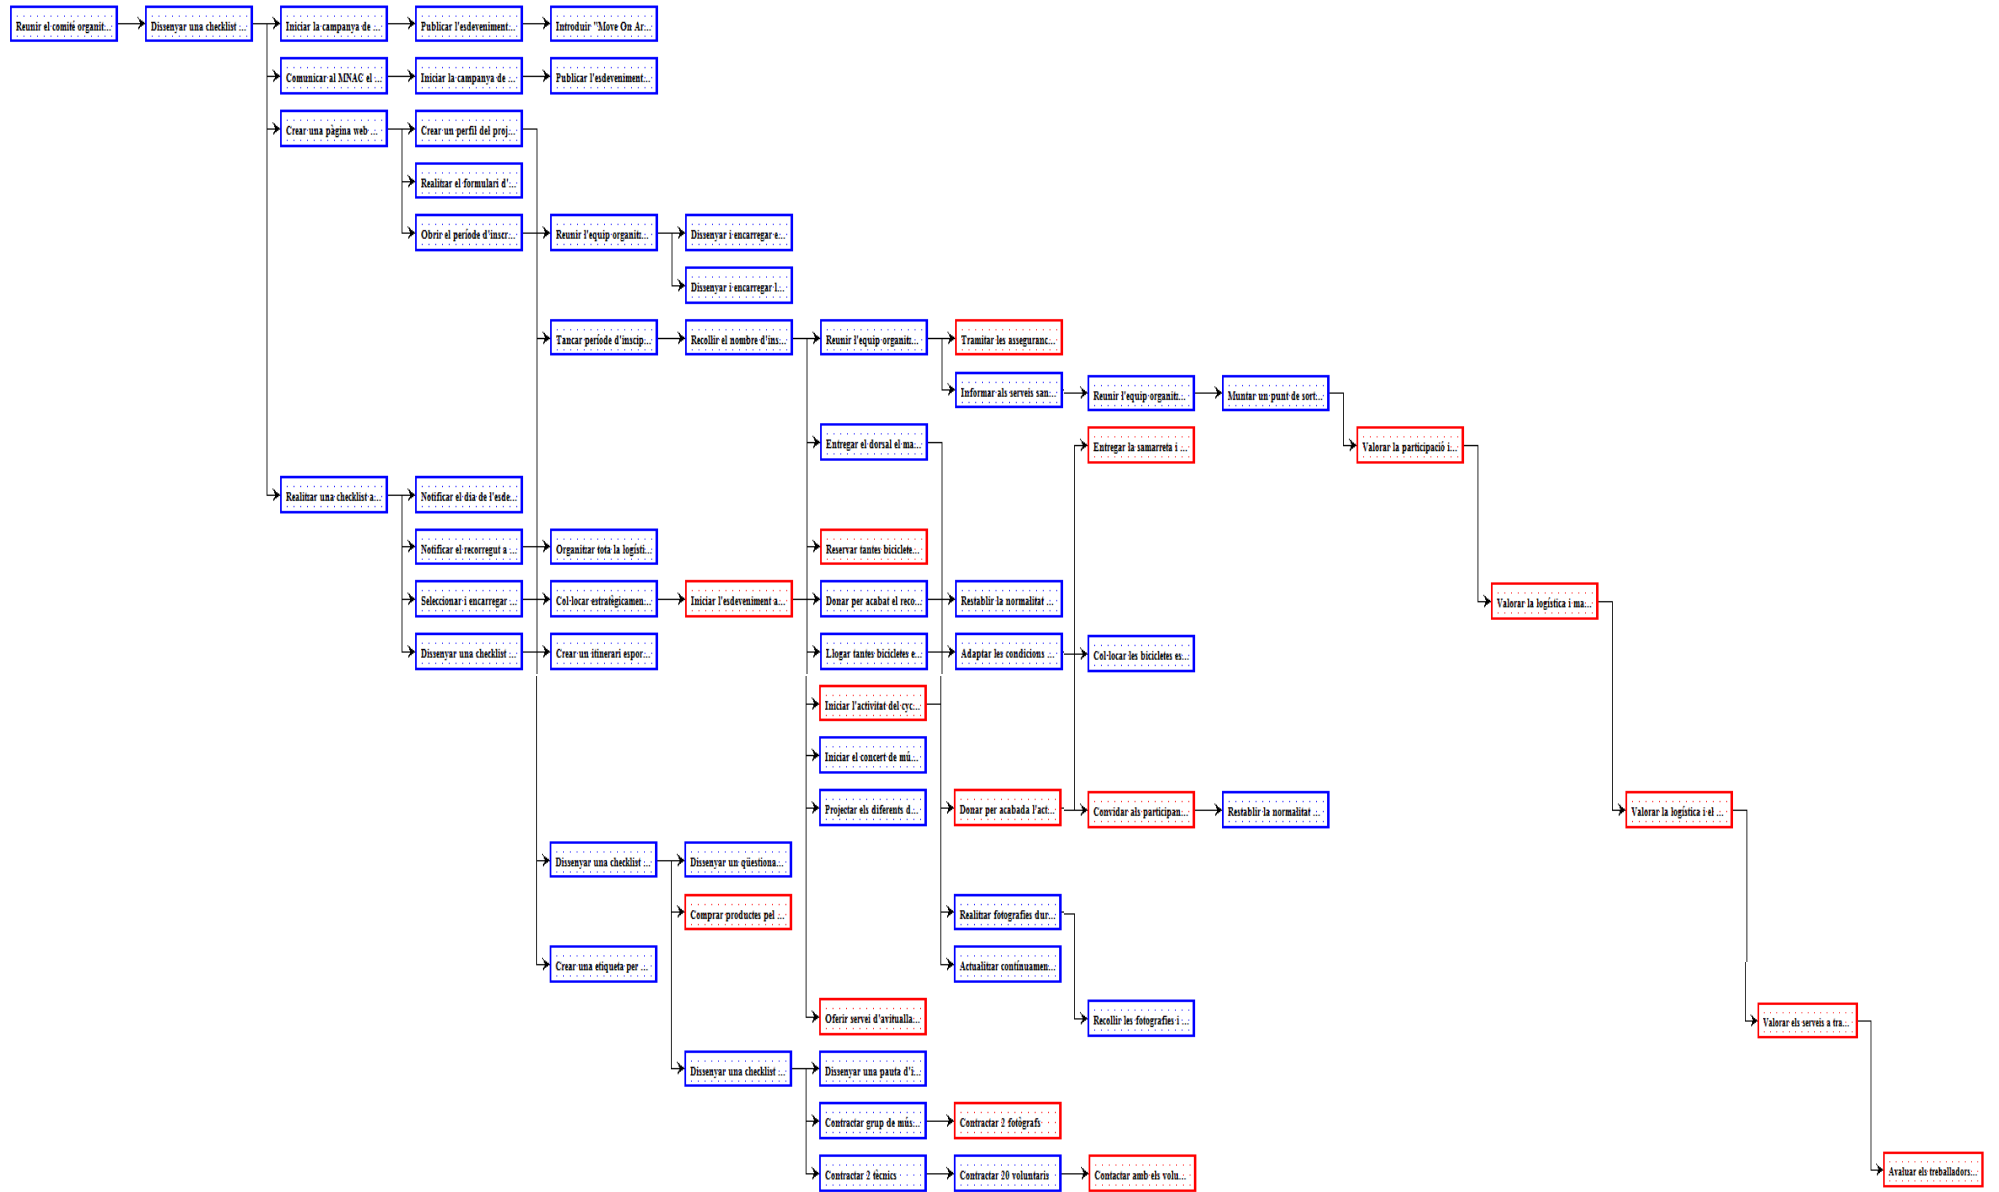 Reunir el comitè organit...
Dissenyar una checklist ...
Iniciar la campanya de ...
Publicar l'esdeveniment...
Introduir "Move On Ar...
Comunicar al MNAC el ...
Iniciar la campanya de ...
Publicar l'esdeveniment...
Crear una pàgina web ...
Crear un perfil del proj...
Realitzar el formulari d'...
Obrir el període d'inscr...
Reunir l'equip organitz...
Dissenyar i encarregar e...
Dissenyar i encarregar l...
Tancar període d'inscip...
Recollir el nombre d'ins...
Reunir l'equip organitz...
Tramitar les asseguranc...
Informar als serveis san...
Reunir l'equip organitz...
Muntar un punt de sort...
Entregar el dorsal el ma...
Entregar la samarreta i ...
Valorar la participació i...
Realitzar una checklist a...
Notificar el dia de l'esde...
Notificar el recorregut a ...
Organitzar tota la logísti...
Reservar tantes biciclete...
Seleccionar i encarregar ...
Col·locar estratègicamen...
Iniciar l'esdeveniment a...
Donar per acabat el reco...
Restablir la normalitat ...
Valorar la logística i ma...
Dissenyar una checklist ...
Crear un itinerari espor...
Llogar tantes bicicletes e...
Adaptar les condicions ...
Col·locar les bicicletes es...
Iniciar l'activitat del cyc...
Iniciar el concert de mú...
Projectar els diferents d...
Donar per acabada l'act...
Convidar als participan...
Restablir la normalitat ...
Valorar la logística i el ...
Dissenyar una checklist ...
Dissenyar un qüestiona...
Comprar productes pel ...
Realitzar fotografies dur...
Crear una etiqueta per ...
Actualitzar contínuamen...
Oferir servei d'avitualla...
Recollir les fotografies i ...
Valorar els serveis a tra...
Dissenyar una checklist ...
Dissenyar una pauta d'i...
Contractar grup de mús...
Contractar 2 fotògrafs
Contractar 2 tècnics
Contractar 20 voluntaris
Contactar amb els volu...
Avaluar els treballadors...